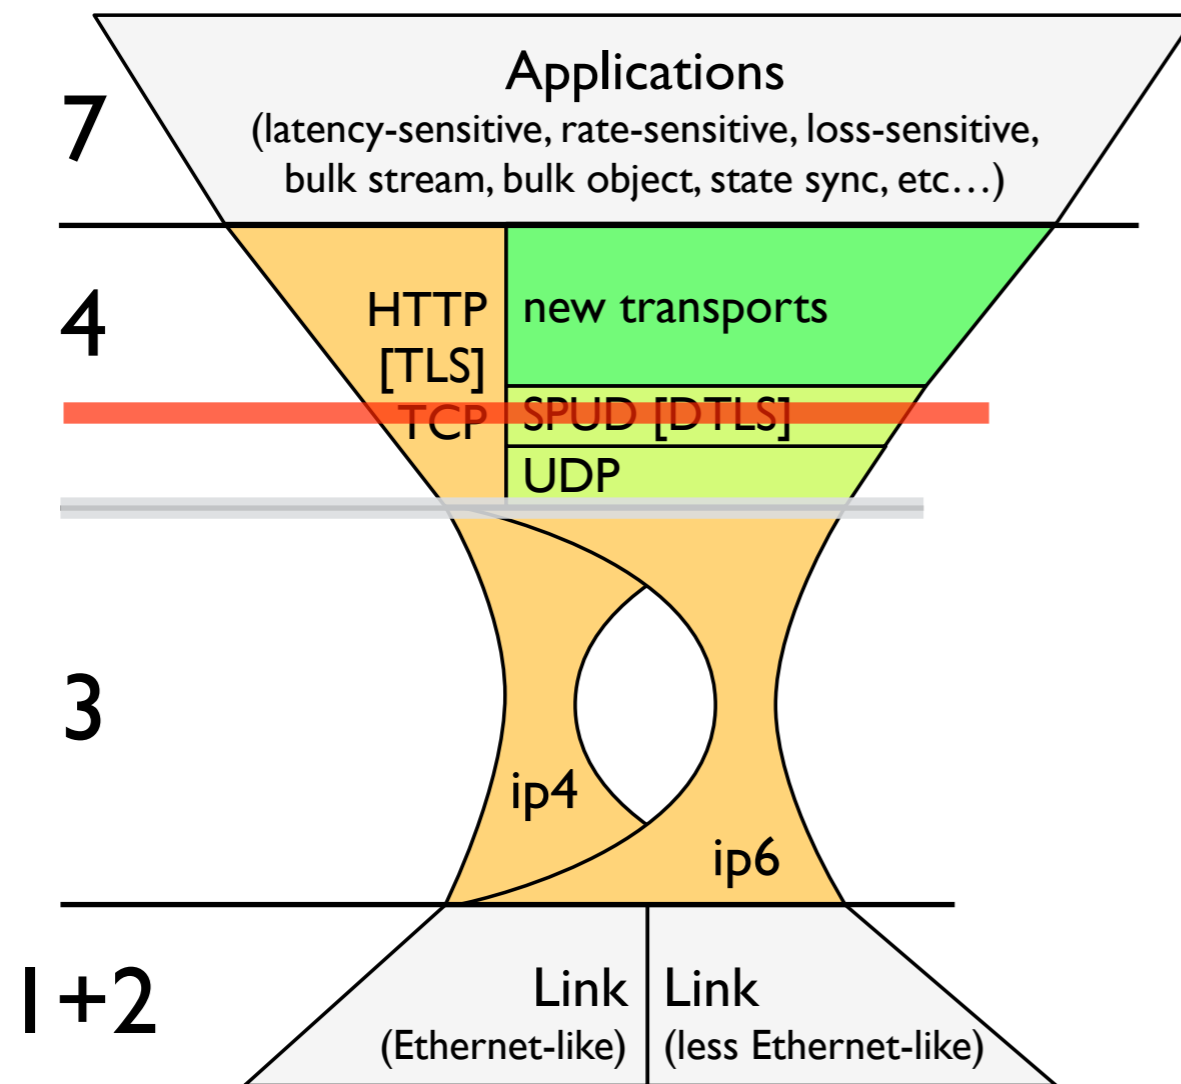 7
Applications
(latency-sensitive, rate-sensitive, loss-sensitive,
bulk stream, bulk object, state sync, etc…)
4
HTTP
[TLS]
TCP
new transports
SPUD [DTLS]
UDP
3
ip4
ip6
1+2
Link
(Ethernet-like)
Link
(less Ethernet-like)